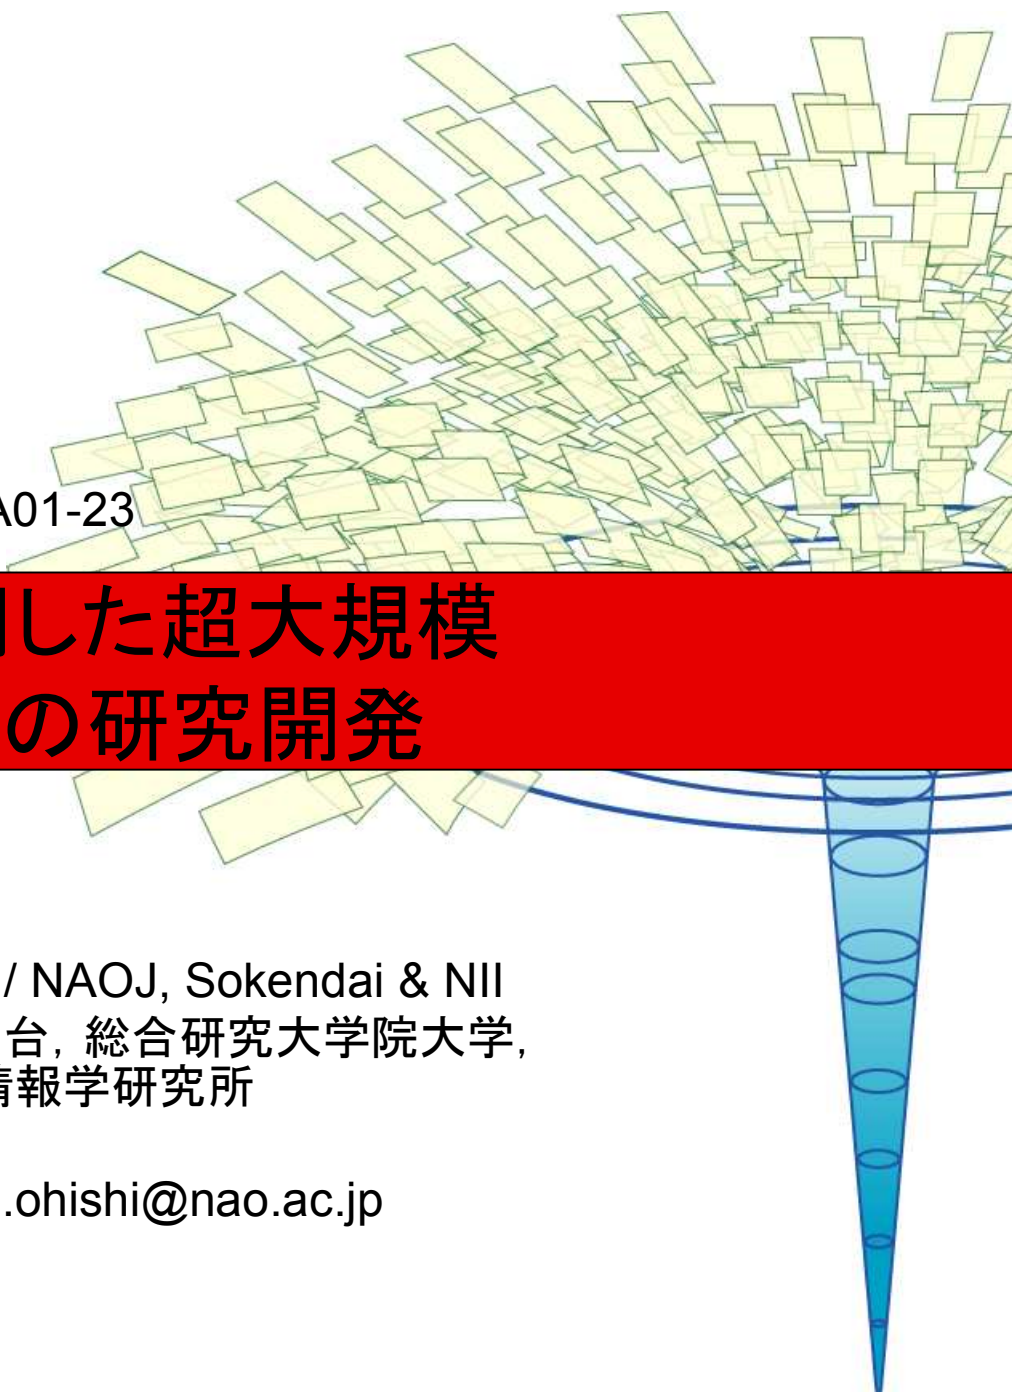 A01-23
した超大規模
の研究開発
/ NAOJ, Sokendai & NII
台, 総合研究大学院大学,
情報学研究所
.ohishi@nao.ac.jp